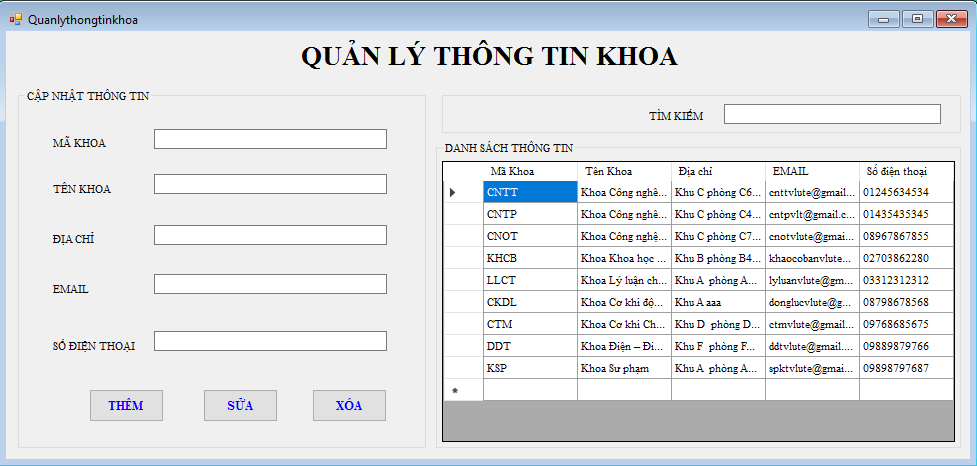 Quanlythongtinkhoa
QUẢN LÝ THÔNG TIN KHOA
CẬP NHẬT THÔNG TIN
MÃ KHOA
TÊN KHOA
ĐỊA CHỈ
EMAIL
SỐ ĐIỆN THOẠI
THÊM SỬA XÓA
TÌM KIẾM
DANH SÁCH THÔNG TIN
Mã Khoa Tên Khoa Địa chỉ EMAIL Số điện thoại
CNTT Khoa Công nghê... Khu C phòng C6... cnttvlute@gmail... 01245634534
CNTP Khoa Công nghê... Khu C phòng C4... cntpvlt@gmail.c... 01435435345
CNOT Khoa Công nghệ... Khu C phòng C7... cnotvlute@gmai... 08967867855
KHCB Khoa Khoa học ... Khu B phòng B4... khaocobanvlute... 02703862280
LLCT Khoa Lý luận ch... Khu A phòng A... lyluanvlute@gm... 03312312312
CKDL Khoa Cơ khí độ... Khu A aaa donglucvlute@g... 08798678568
CTM Khoa Cơ khí Ch... Khu D phòng D... ctmvlute@gmail... 09768685675
DDT Khoa Điện – Đi... Khu F phòng F... ddtvlute@gmail.... 09889879766
KSP Khoa Sư phạm Khu A phòng A... spktvlute@gmai... 09898797687